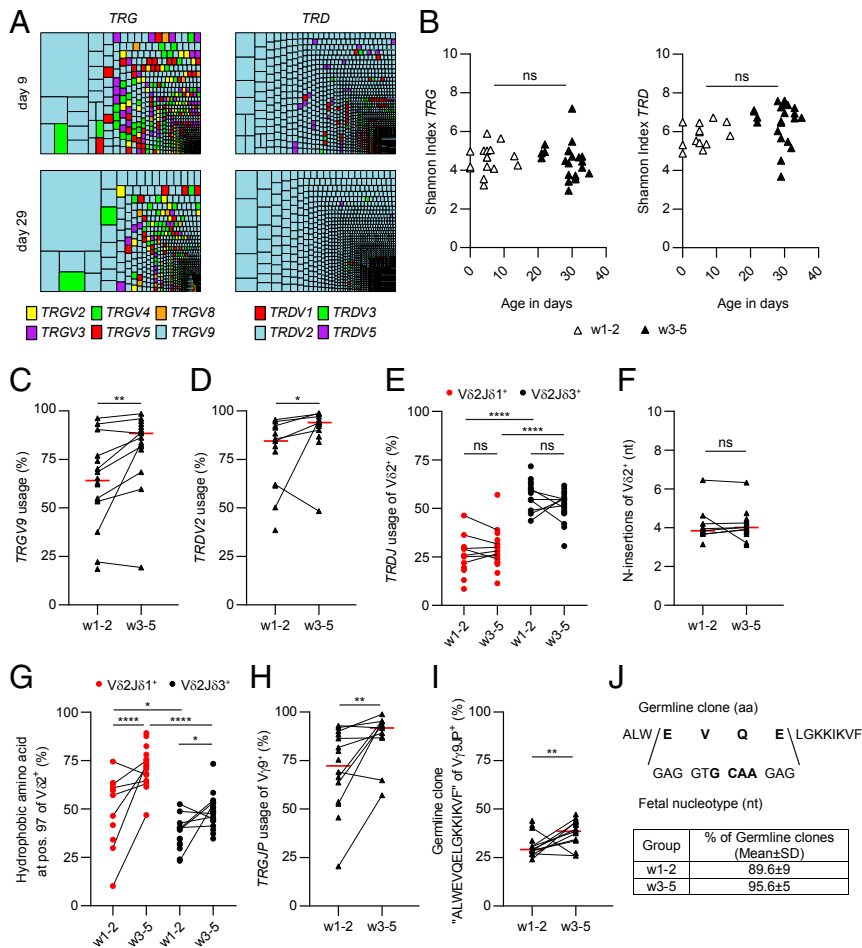 A
TRG
TRD
day 9
day 29
TRGV2
TRGV4
TRGV8
TRGV3
TRGV5
TRGV9
TRDV1
TRDV3
TRDV2
TRDV5
B
Shannon Index TRG
10
8
6
4
2
0
ns
0 10 20 30 40
Age in days
Shannon Index TRD
10
8
6
4
2
0
ns
0 10 20 30 40
Age in days
△ w1-2 ▲ w3-5
C
TRGV9 usage (%)
100
75
50
25
0
**
w1-2 w3-5
D
TRDV2 usage (%)
100
75
50
25
0
*
w1-2 w3-5
E
Vδ2Jδ1⁺ Vδ2Jδ3⁺
TRDJ usage of Vδ2⁺ (%)
100
75
50
25
0
****
****
ns ns
w1-2 w3-5 w1-2 w3-5
F
N-insertions of Vδ2⁺ (nt)
10
8
6
4
2
0
ns
w1-2 w3-5
G
Vδ2Jδ1⁺ Vδ2Jδ3⁺
Hydrophobic amino acid
at pos. 97 of Vδ2⁺ (%)
100
75
50
25
0
*
**** ****
*
w1-2 w3-5 w1-2 w3-5
H
TRGJP usage of Vγ9⁺ (%)
100
75
50
25
0
**
w1-2 w3-5
I
Germline clone
"ALWEVQELGKKIKVF" of Vγ9JP⁺ (%)
100
75
50
25
0
**
w1-2 w3-5
J
Germline clone (aa)
ALW / E V Q E \ LGKKIKVF
GAG GTG CAA GAG
Fetal nucleotype (nt)
Group % of Germline clones
(Mean±SD)
w1-2 89.6±9
w3-5 95.6±5